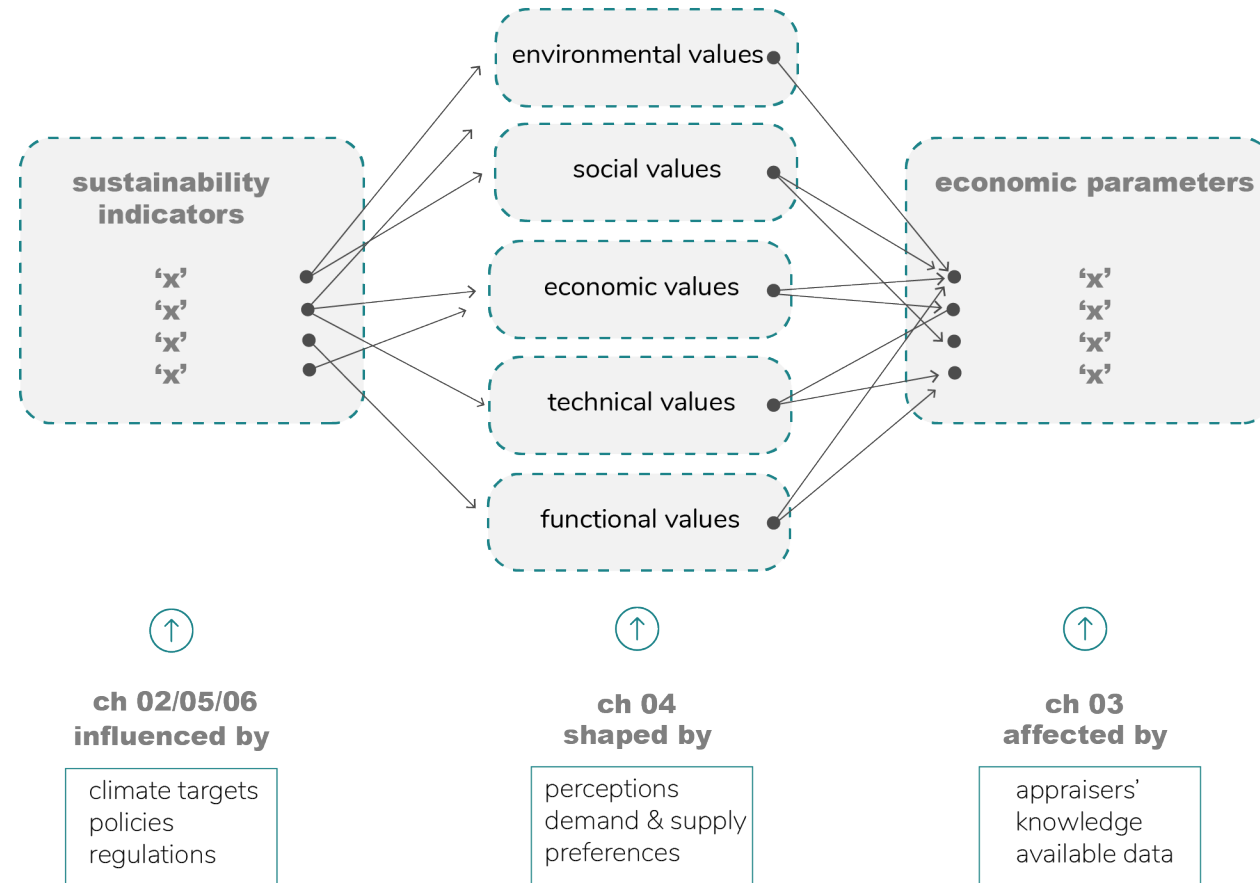 sustainability
indicators
‘x’
‘x’
‘x’
‘x’
environmental values
social values
economic values
technical values
functional values
economic parameters
‘x’
‘x’
‘x’
‘x’
ch 02/05/06
influenced by
climate targets
policies
regulations
ch 04
shaped by
perceptions
demand & supply
preferences
ch 03
affected by
appraisers’
knowledge
available data